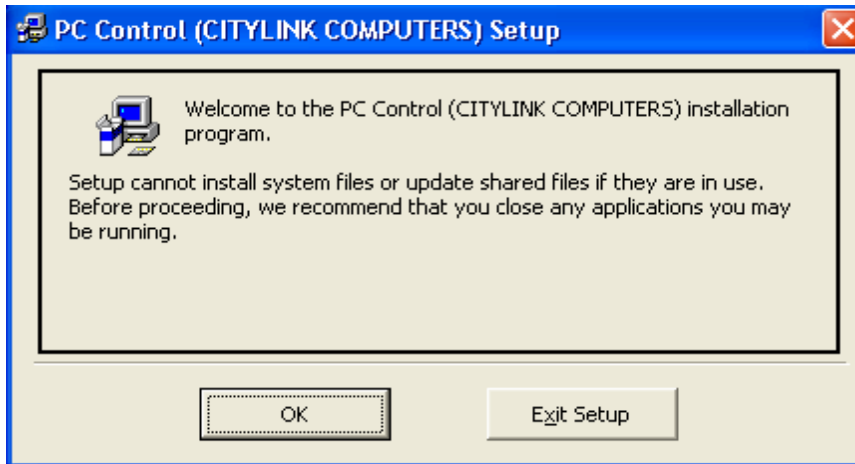 PC Control (CITYLINK COMPUTERS) Setup
Welcome to the PC Control (CITYLINK COMPUTERS) installation
program.
Setup cannot install system files or update shared files if they are in use.
Before proceeding, we recommend that you close any applications you may
be running.
OK
Exit Setup